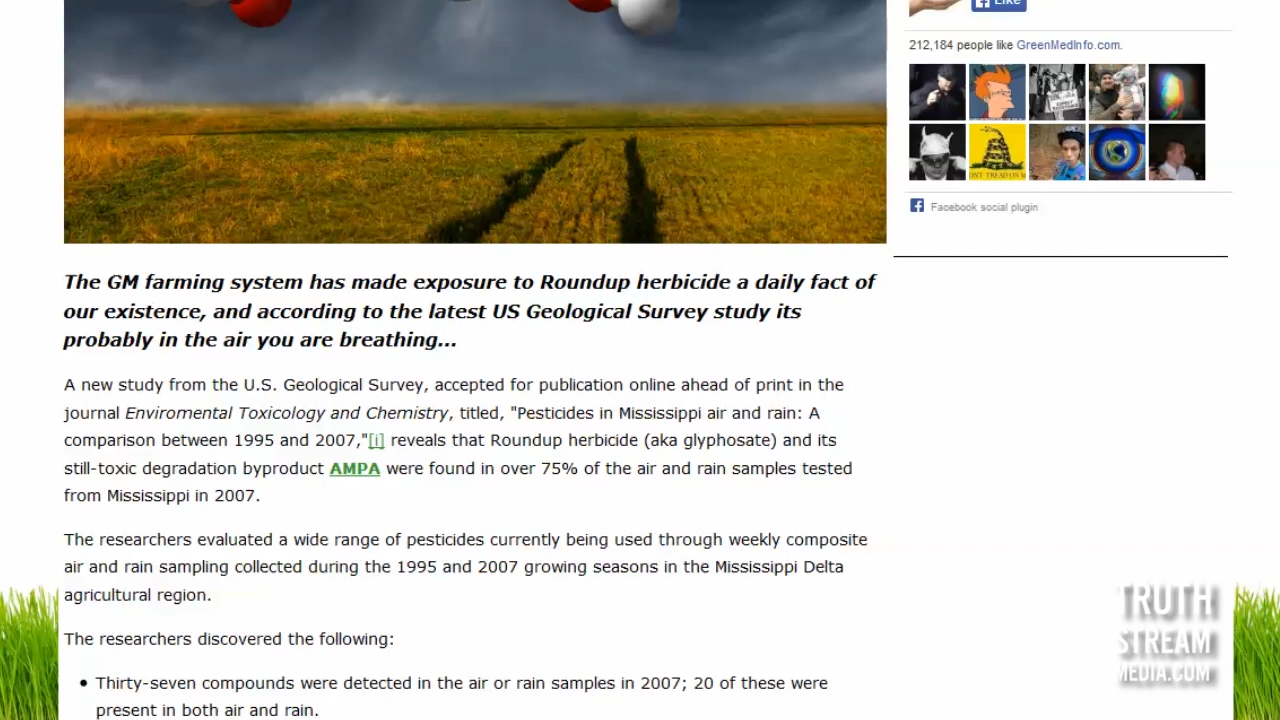 Like
212,184 people like GreenMedInfo.com.
DONT TREAD ON
Facebook social plugin
The GM farming system has made exposure to Roundup herbicide a daily fact of
our existence, and according to the latest US Geological Survey study its
probably in the air you are breathing...
A new study from the U.S. Geological Survey, accepted for publication online ahead of print in the
journal Enviromental Toxicology and Chemistry, titled, "Pesticides in Mississippi air and rain: A
comparison between 1995 and 2007,"[i] reveals that Roundup herbicide (aka glyphosate) and its
still-toxic degradation byproduct AMPA were found in over 75% of the air and rain samples tested
from Mississippi in 2007.
The researchers evaluated a wide range of pesticides currently being used through weekly composite
air and rain sampling collected during the 1995 and 2007 growing seasons in the Mississippi Delta
agricultural region.
The researchers discovered the following:
• Thirty-seven compounds were detected in the air or rain samples in 2007; 20 of these were
present in both air and rain.
TRUTH
STREAM
MEDIA.COM